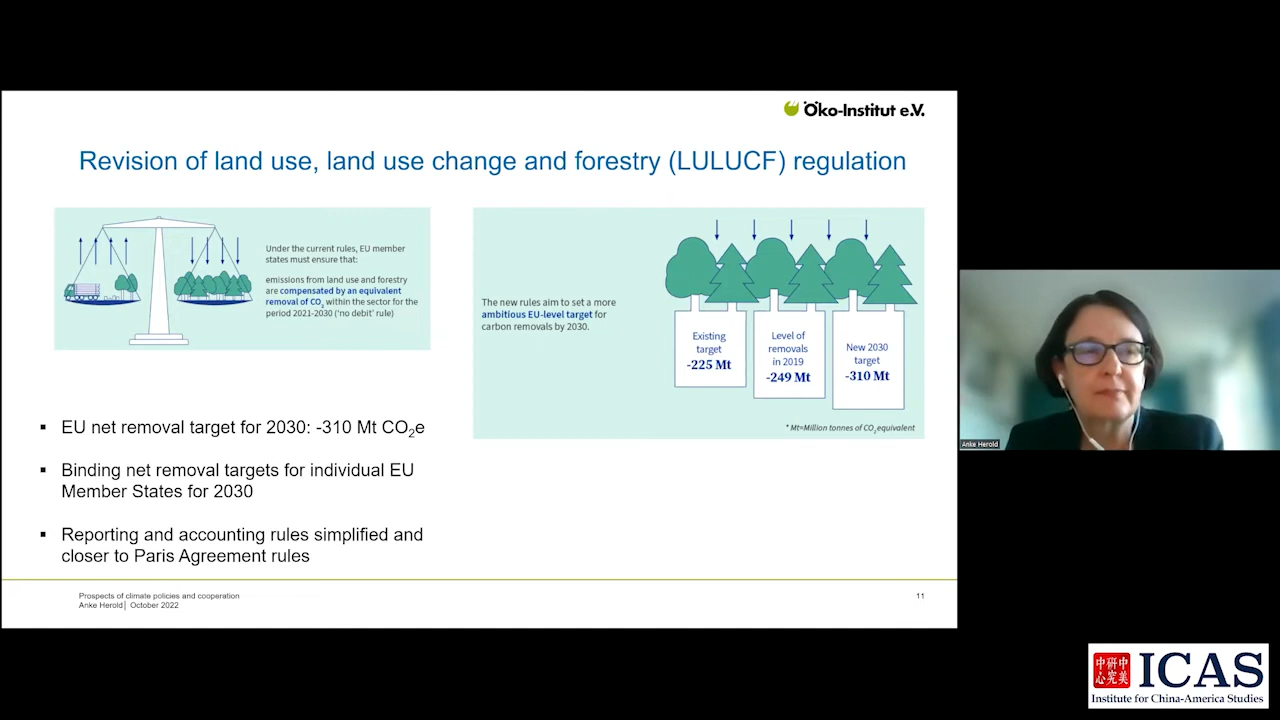 Öko-Institut e.V.
Revision of land use, land use change and forestry (LULUCF) regulation
Under the current rules, EU member
states must ensure that:
emissions from land use and forestry
are compensated by an equivalent
removal of CO₂ within the sector for the
period 2021-2030 ('no debit' rule)
The new rules aim to set a more
ambitious EU-level target for
carbon removals by 2030.
Existing
target
-225 Mt
Level of
removals
in 2019
-249 Mt
New 2030
target
-310 Mt
* Mt=Million tonnes of CO₂equivalent
▪ EU net removal target for 2030: -310 Mt CO₂e
▪ Binding net removal targets for individual EU
Member States for 2030
▪ Reporting and accounting rules simplified and
closer to Paris Agreement rules
Prospects of climate policies and cooperation
Anke Herold│ October 2022
11
Anke Herold
中研中
心究美
ICAS
Institute for China-America Studies